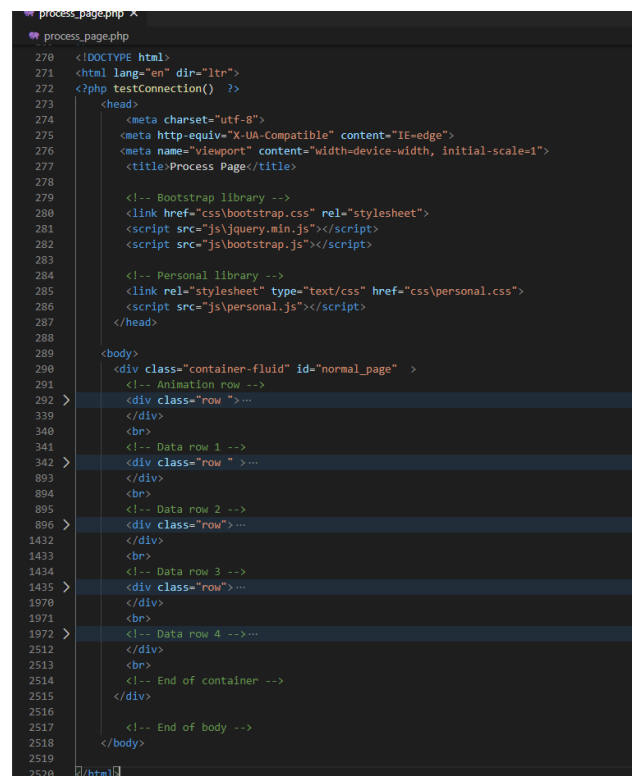 process_page.php ×
process_page.php
270 <!DOCTYPE html>
271 <html lang="en" dir="ltr">
272 <?php testConnection()  ?>
273 <head>
274 <meta charset="utf-8">
275 <meta http-equiv="X-UA-Compatible" content="IE=edge">
276 <meta name="viewport" content="width=device-width, initial-scale=1">
277 <title>Process Page</title>
278
279 <!-- Bootstrap library -->
280 <link href="css\bootstrap.css" rel="stylesheet">
281 <script src="js\jquery.min.js"></script>
282 <script src="js\bootstrap.js"></script>
283
284 <!-- Personal library -->
285 <link rel="stylesheet" type="text/css" href="css\personal.css">
286 <script src="js\personal.js"></script>
287 </head>
288
289 <body>
290 <div class="container-fluid" id="normal_page"  >
291 <!-- Animation row -->
292 <div class="row ">···
339 </div>
340 <br>
341 <!-- Data row 1 -->
342 <div class="row " >···
893 </div>
894 <br>
895 <!-- Data row 2 -->
896 <div class="row">···
1432 </div>
1433 <br>
1434 <!-- Data row 3 -->
1435 <div class="row">···
1970 </div>
1971 <br>
1972 <!-- Data row 4 -->···
2512 </div>
2513 <br>
2514 <!-- End of container -->
2515 </div>
2516
2517 <!-- End of body -->
2518 </body>
2519
2520 </html>